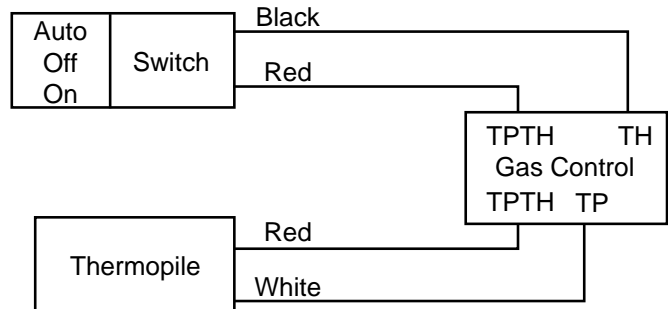 Black
Auto
Off
On
Switch
Red
TPTH TH
Gas Control
TPTH TP
Red
Thermopile
White